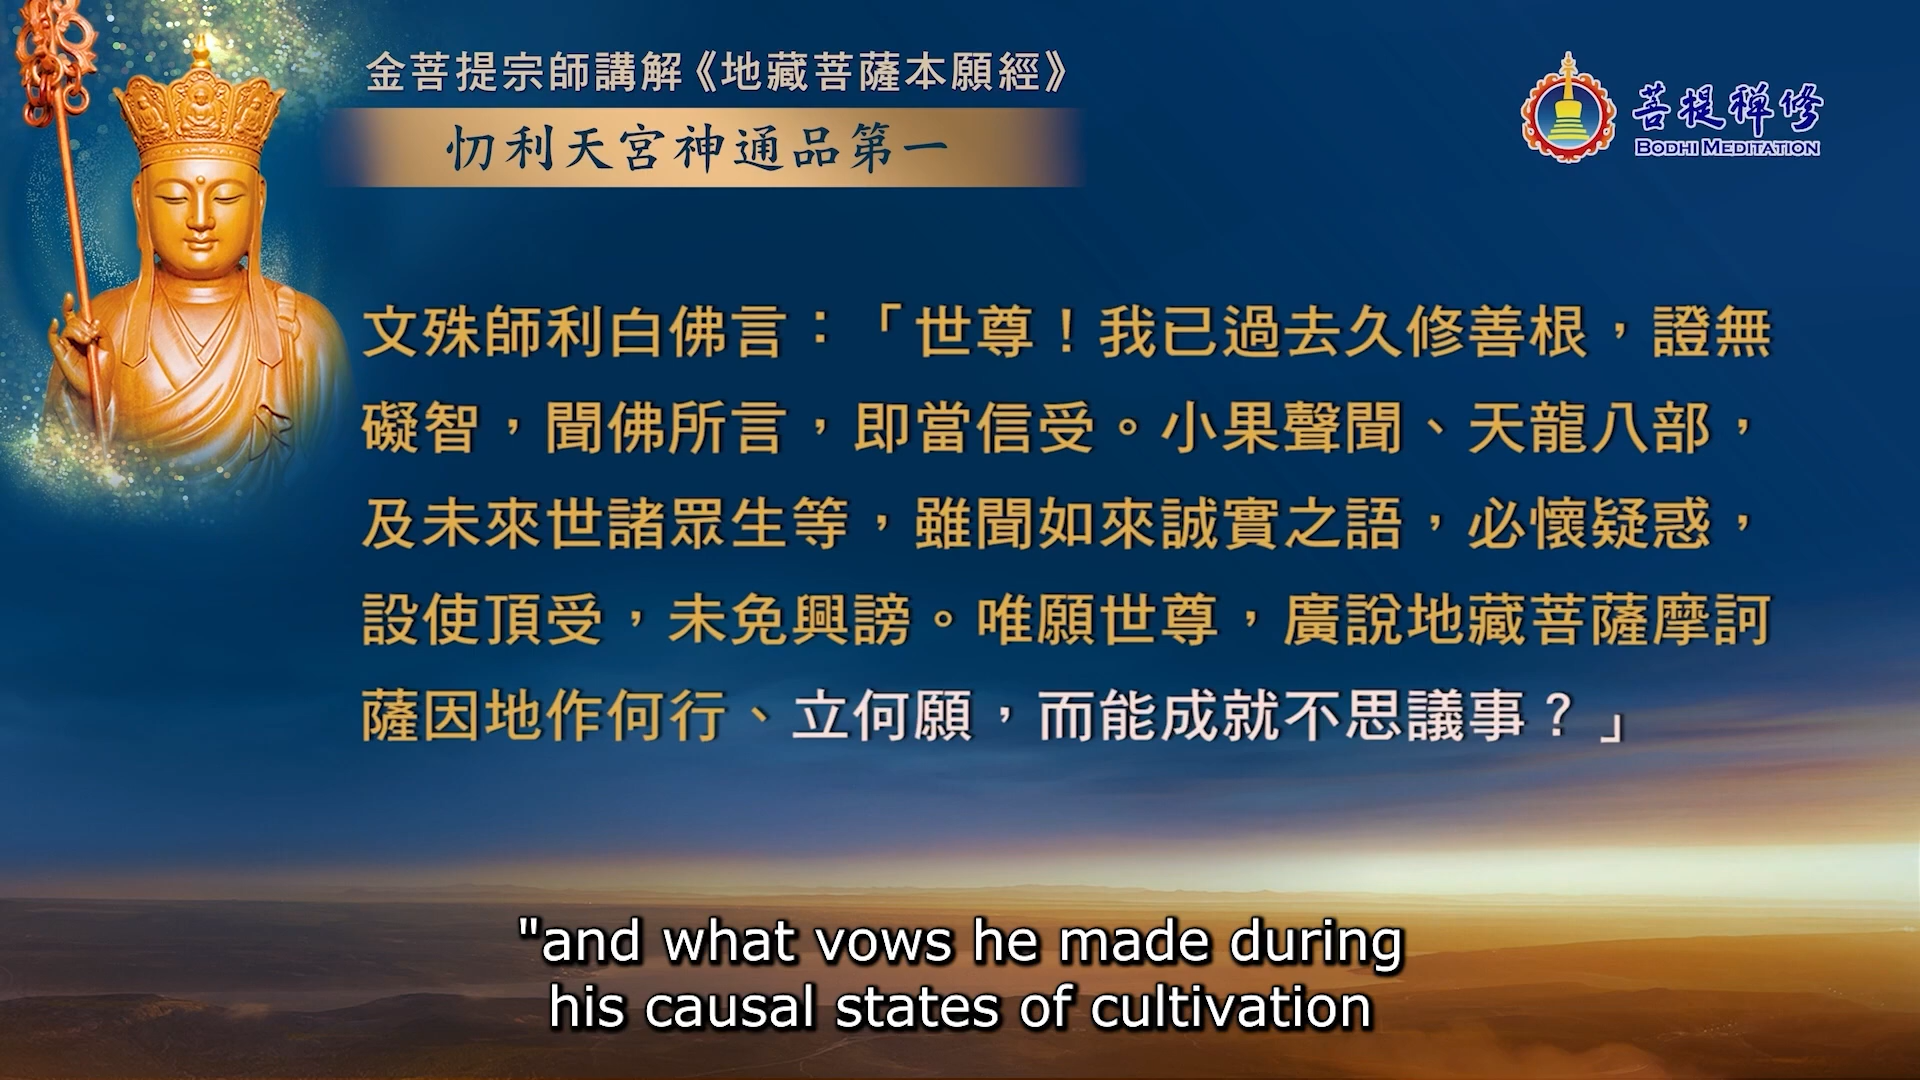 金菩提宗師講解《地藏菩薩本願經》
忉利天宮神通品第一
菩提禪修
BODHI MEDITATION
文殊師利白佛言：「世尊！我已過去久修善根，證無
礙智，聞佛所言，即當信受。小果聲聞、天龍八部，
及未來世諸眾生等，雖聞如來誠實之語，必懷疑惑，
設使頂受，未免興謗。唯願世尊，廣說地藏菩薩摩訶
薩因地作何行、立何願，而能成就不思議事？」
"and what vows he made during
his causal states of cultivation